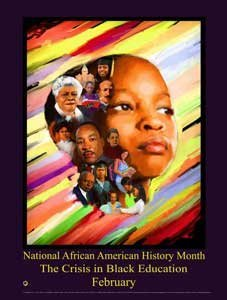 National African American History Month
The Crisis in Black Education
February